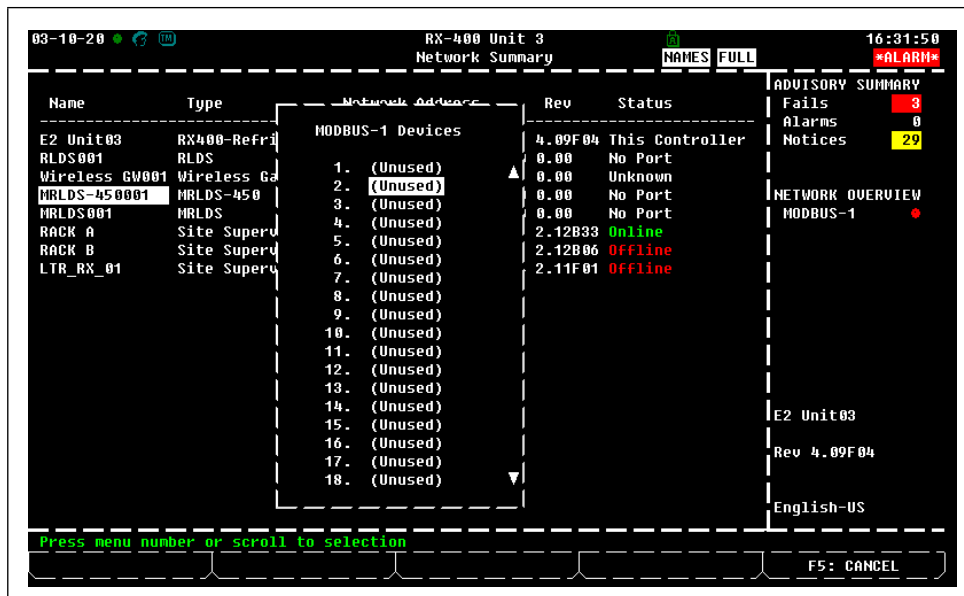 03-10-20 TM RX-400 Unit 3 16:31:50
Network Summary NAMES FULL *ALARM*
ADVISORY SUMMARY
Name Type Network Address Rev Status Fails 3
Alarms 0
MODBUS-1 Devices
E2 Unit03 RX400-Refri 4.09F04 This Controller Notices 29
RLDS001 RLDS 0.00 No Port
1. (Unused)
Wireless GW001 Wireless Ga 0.00 Unknown
2. (Unused)
MRLDS-450001 MRLDS-450 0.00 No Port NETWORK OVERVIEW
3. (Unused)
MRLDS001 MRLDS 0.00 No Port MODBUS-1
4. (Unused)
RACK A Site Superv 2.12B33 Online
5. (Unused)
RACK B Site Superv 2.12B06 Offline
6. (Unused)
LTR_RX_01 Site Superv 2.11F01 Offline
7. (Unused)
8. (Unused)
9. (Unused)
10. (Unused)
11. (Unused)
12. (Unused)
13. (Unused)
14. (Unused)
E2 Unit03
15. (Unused)
16. (Unused)
Rev 4.09F04
17. (Unused)
18. (Unused)
English-US
Press menu number or scroll to selection
F5: CANCEL